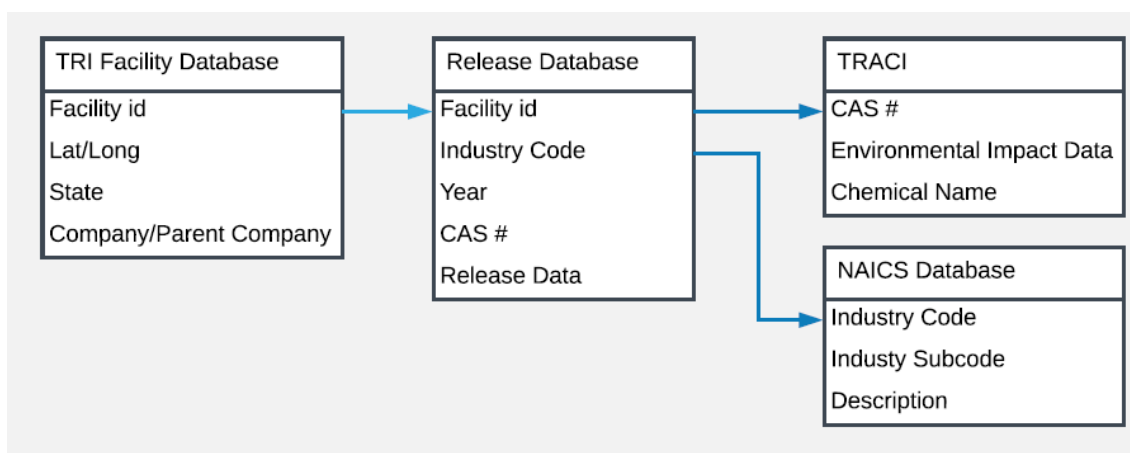 TRI Facility Database
Facility id
Lat/Long
State
Company/Parent Company
Release Database
Facility id
Industry Code
Year
CAS #
Release Data
TRACI
CAS #
Environmental Impact Data
Chemical Name
NAICS Database
Industry Code
Industy Subcode
Description